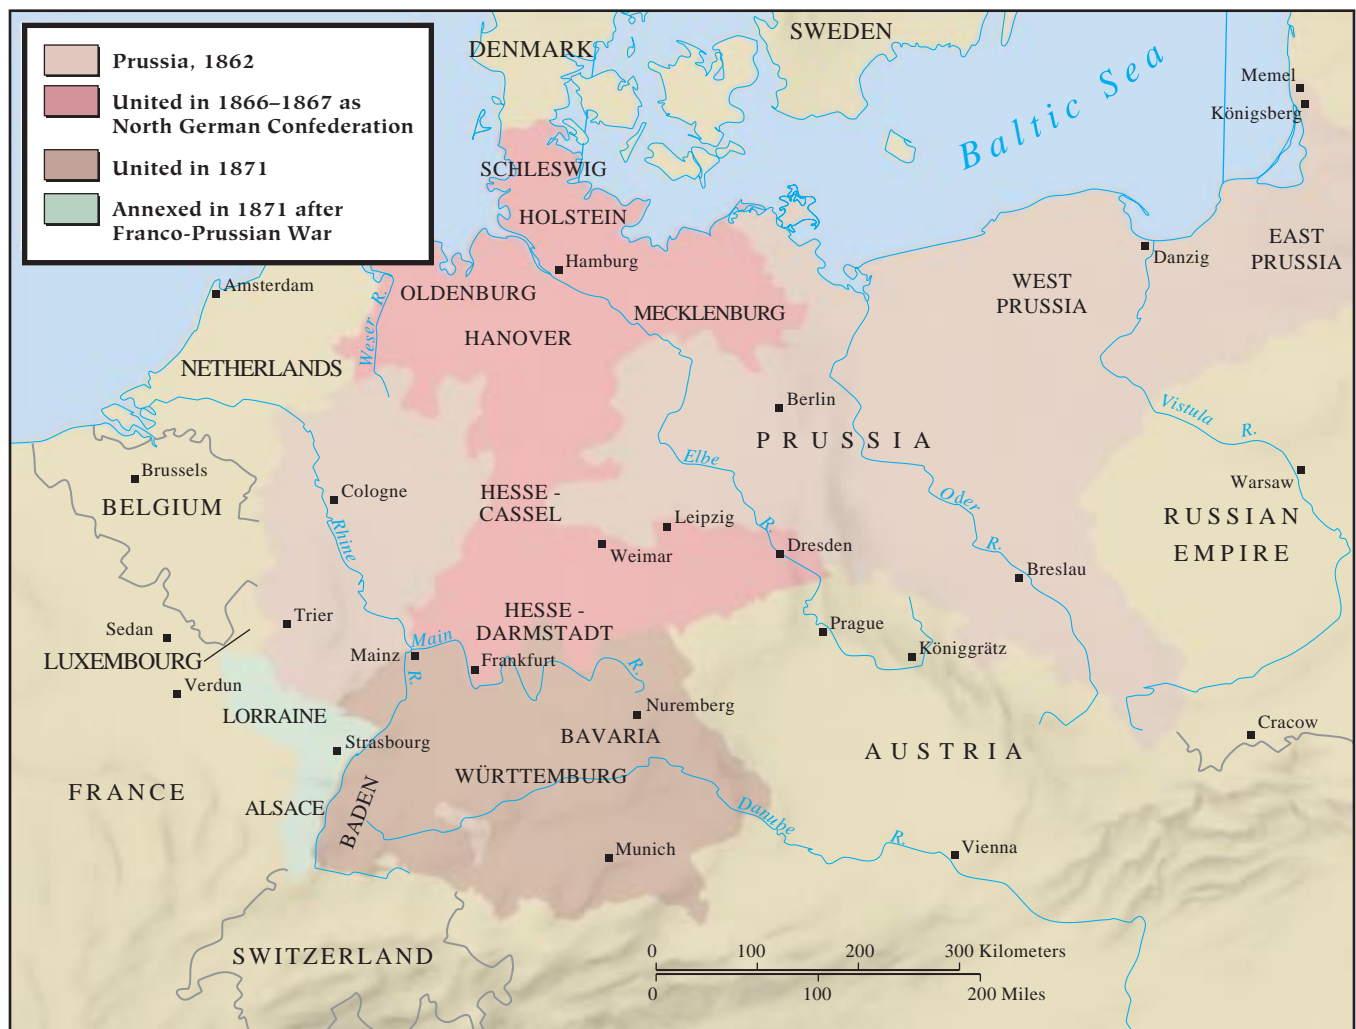 Prussia, 1862
United in 1866–1867 as
North German Confederation
United in 1871
Annexed in 1871 after
Franco-Prussian War
DENMARK
SWEDEN
Baltic Sea
Memel
Königsberg
SCHLESWIG
HOLSTEIN
Hamburg
EAST
PRUSSIA
Danzig
WEST
PRUSSIA
Amsterdam
OLDENBURG
MECKLENBURG
HANOVER
Weser R.
NETHERLANDS
Berlin
PRUSSIA
Vistula R.
Warsaw
RUSSIAN
EMPIRE
Brussels
BELGIUM
Cologne
Rhine R.
HESSE -
CASSEL
Elbe R.
Oder R.
Leipzig
Weimar
Dresden
Breslau
HESSE -
DARMSTADT
Trier
Sedan
LUXEMBOURG
Verdun
Mainz
Main R.
Frankfurt
Prague
Königgrätz
LORRAINE
Nuremberg
BAVARIA
Strasbourg
WÜRTTEMBURG
AUSTRIA
Cracow
FRANCE
ALSACE
BADEN
Danube R.
Munich
Vienna
SWITZERLAND
0 100 200 300 Kilometers
0 100 200 Miles